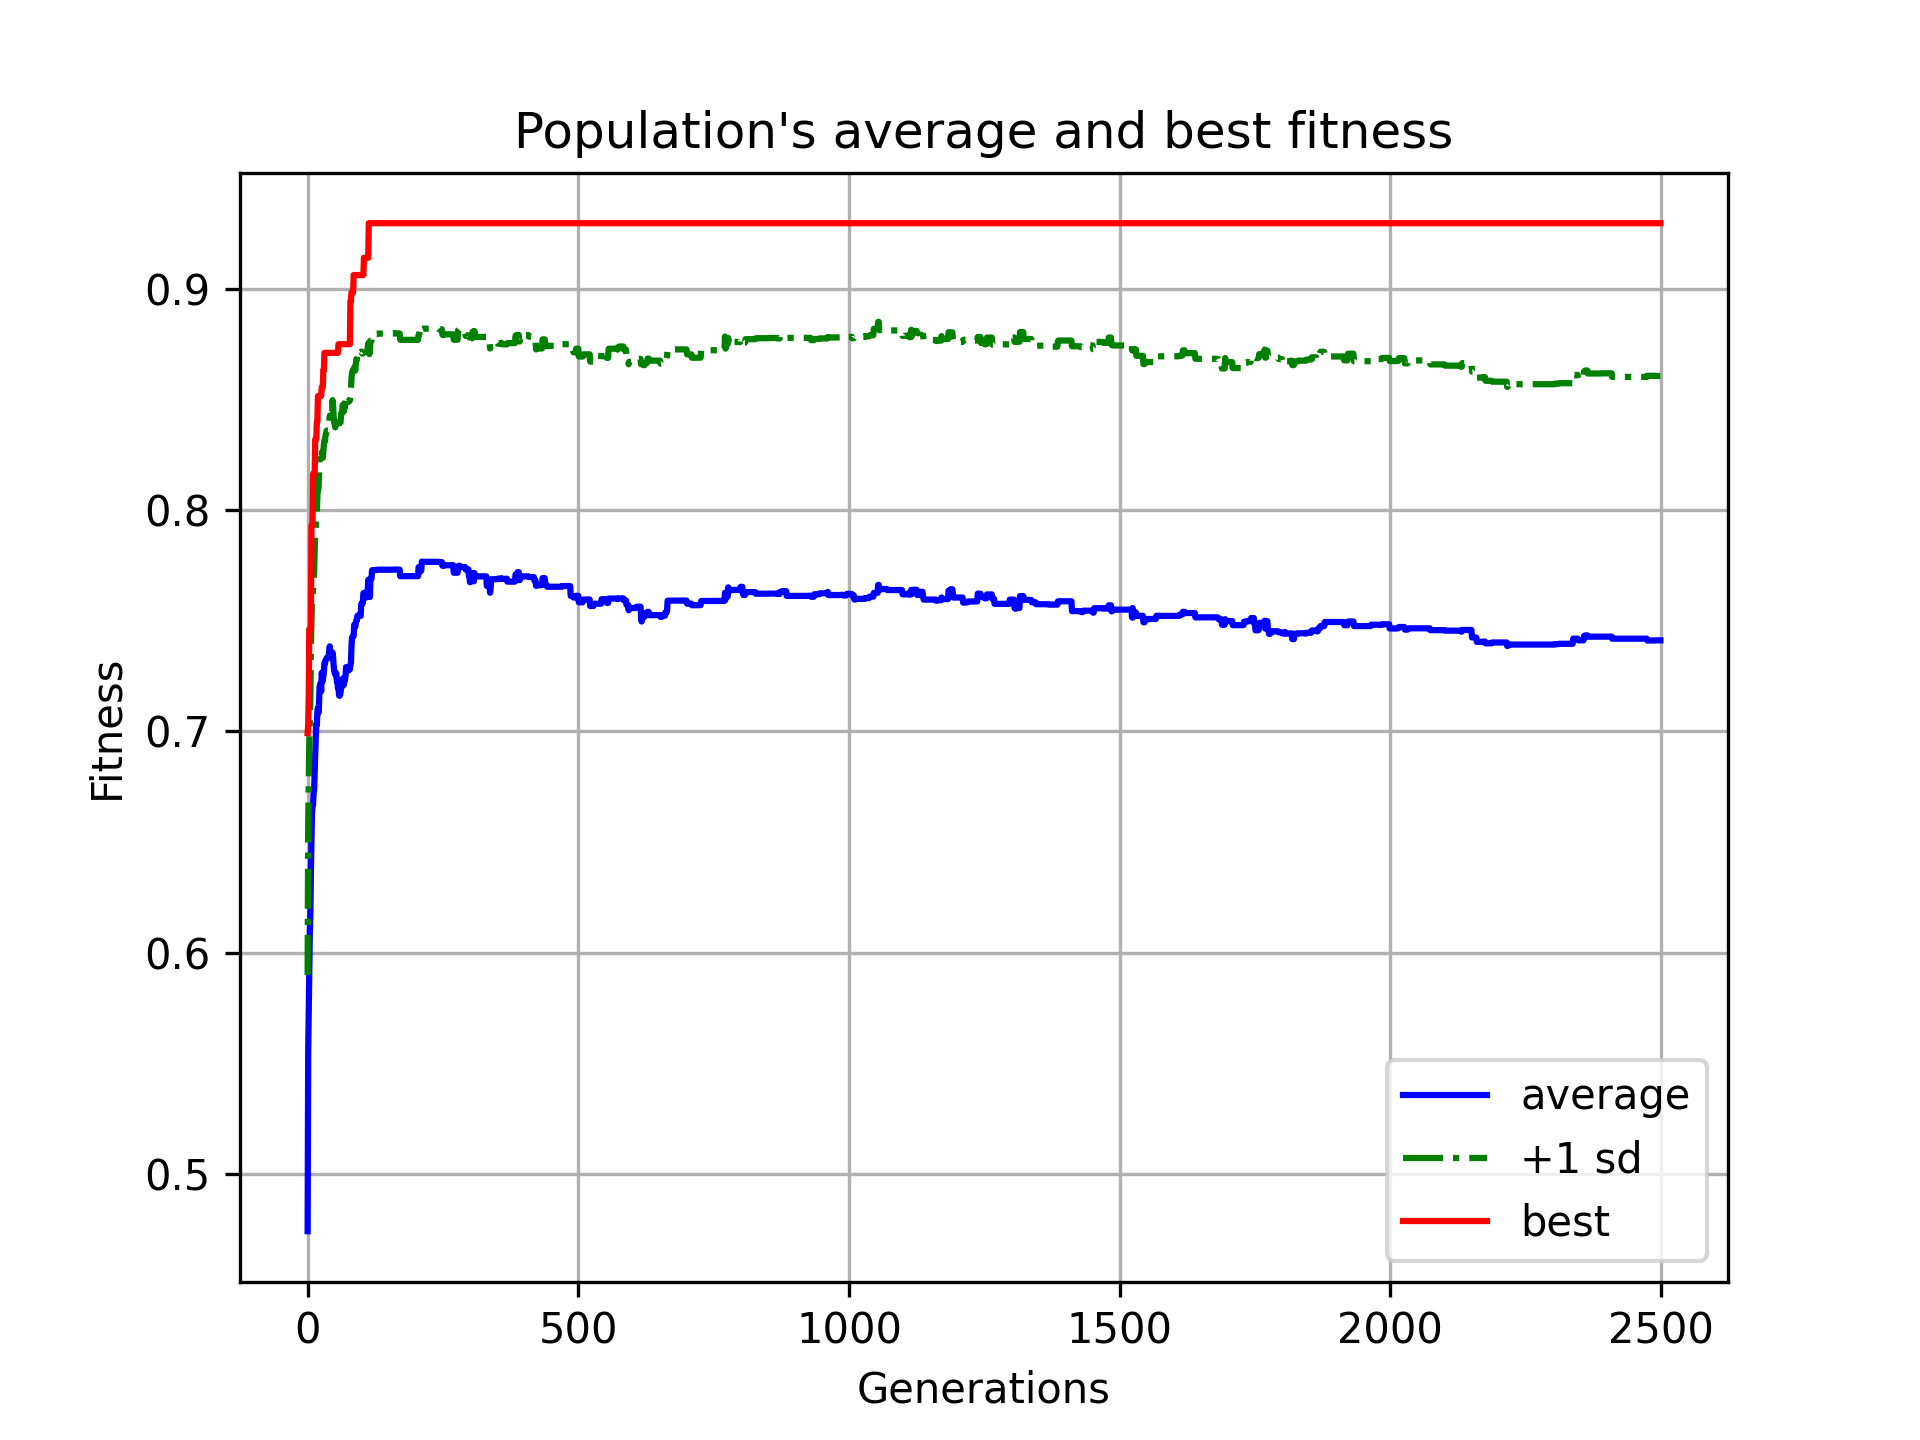 Population's average and best fitness
Fitness
0.9
0.8
0.7
0.6
0.5
average
+1 sd
best
0 500 1000 1500 2000 2500
Generations